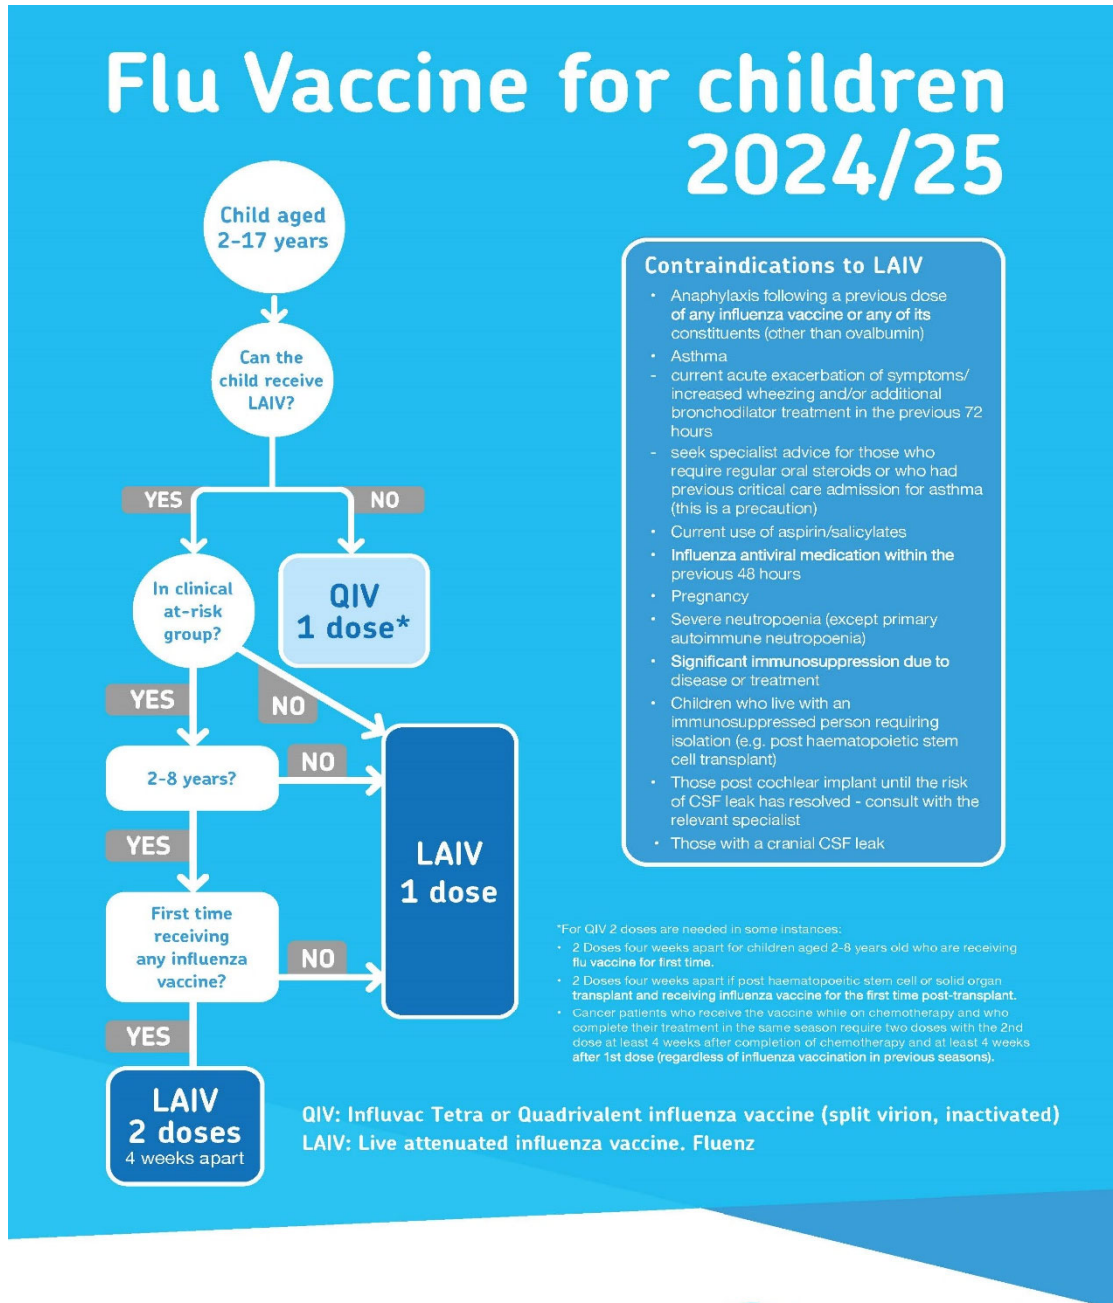 Flu Vaccine for children
2024/25
Child aged
2-17 years
Can the
child receive
LAIV?
YES
NO
In clinical
at-risk
group?
QIV
1 dose*
YES
NO
2-8 years?
NO
YES
LAIV
1 dose
First time
receiving
any influenza
vaccine?
NO
YES
LAIV
2 doses
4 weeks apart
Contraindications to LAIV
• Anaphylaxis following a previous dose
of any influenza vaccine or any of its
constituents (other than ovalbumin)
• Asthma
- current acute exacerbation of symptoms/
increased wheezing and/or additional
bronchodilator treatment in the previous 72
hours
- seek specialist advice for those who
require regular oral steroids or who had
previous critical care admission for asthma
(this is a precaution)
• Current use of aspirin/salicylates
• Influenza antiviral medication within the
previous 48 hours
• Pregnancy
• Severe neutropoenia (except primary
autoimmune neutropoenia)
• Significant immunosuppression due to
disease or treatment
• Children who live with an
immunosuppressed person requiring
isolation (e.g. post haematopoietic stem
cell transplant)
• Those post cochlear implant until the risk
of CSF leak has resolved - consult with the
relevant specialist
• Those with a cranial CSF leak
*For QIV 2 doses are needed in some instances:
• 2 Doses four weeks apart for children aged 2-8 years old who are receiving
flu vaccine for first time.
• 2 Doses four weeks apart if post haematopoeitic stem cell or solid organ
transplant and receiving influenza vaccine for the first time post-transplant.
• Cancer patients who receive the vaccine while on chemotherapy and who
complete their treatment in the same season require two doses with the 2nd
dose at least 4 weeks after completion of chemotherapy and at least 4 weeks
after 1st dose (regardless of influenza vaccination in previous seasons).
QIV: Influvac Tetra or Quadrivalent influenza vaccine (split virion, inactivated)
LAIV: Live attenuated influenza vaccine. Fluenz